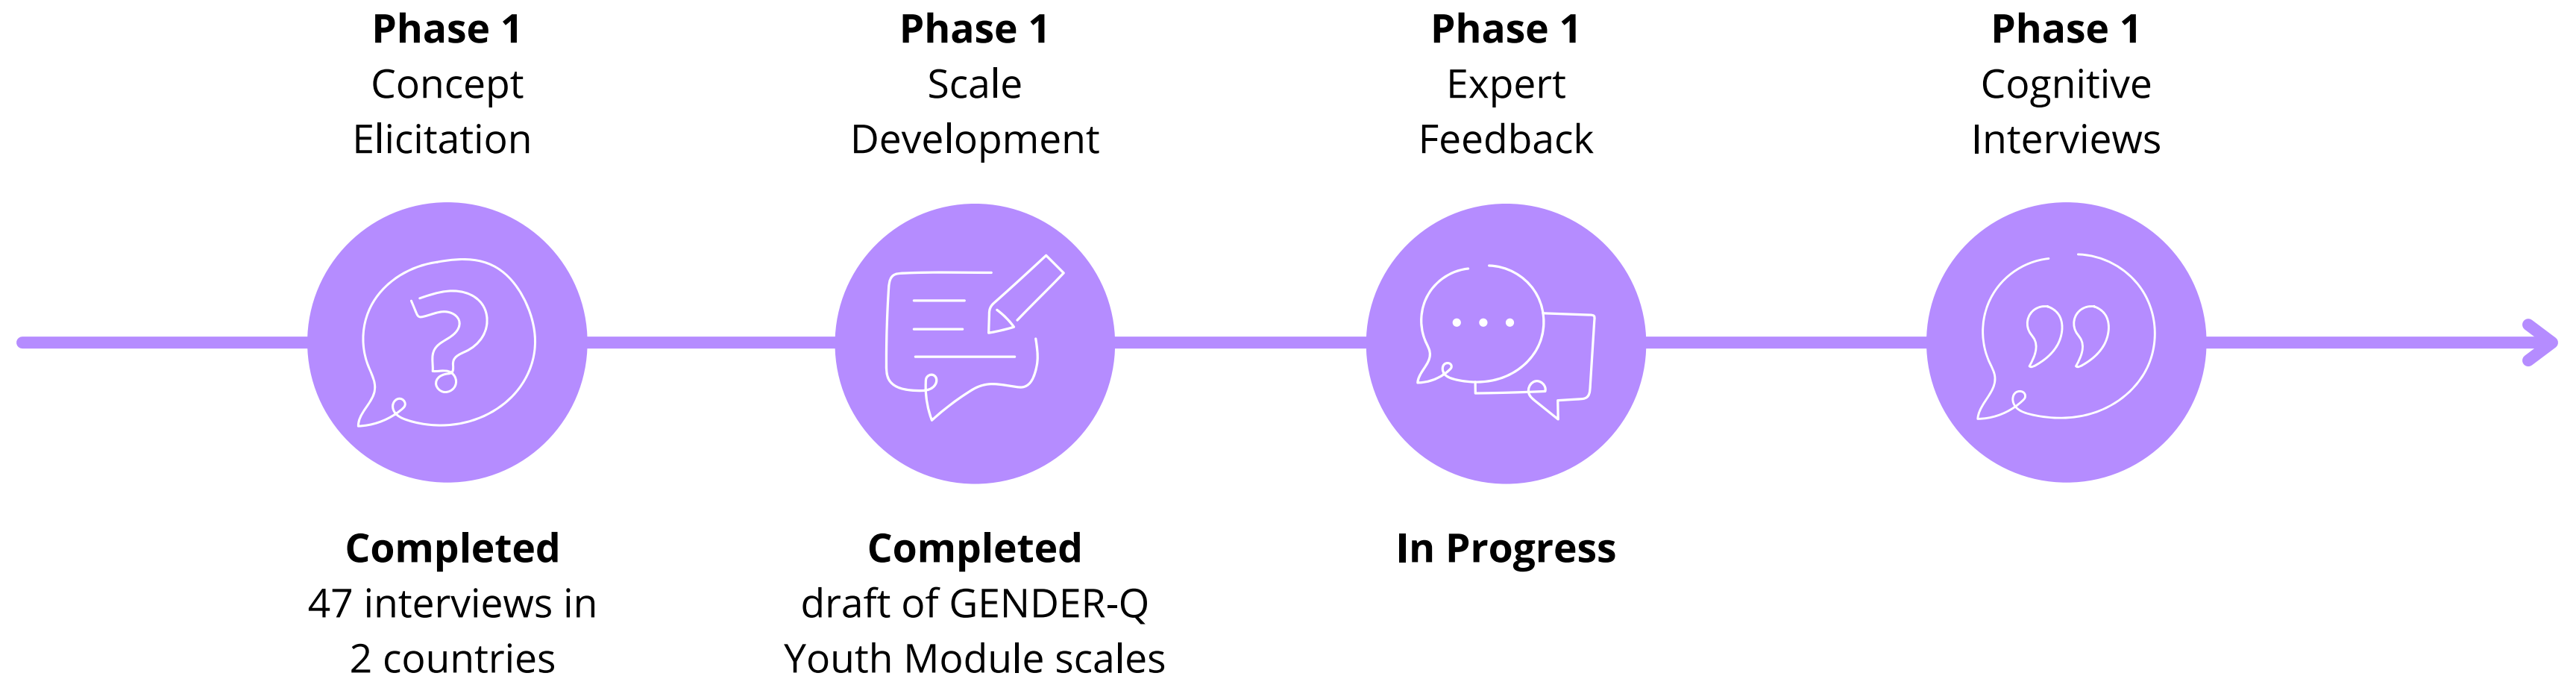 Phase 1
Concept
Elicitation
Completed
47 interviews in
2 countries
Phase 1
Scale
Development
Completed
draft of GENDER-Q
Youth Module scales
Phase 1
Expert
Feedback
In Progress
Phase 1
Cognitive
Interviews